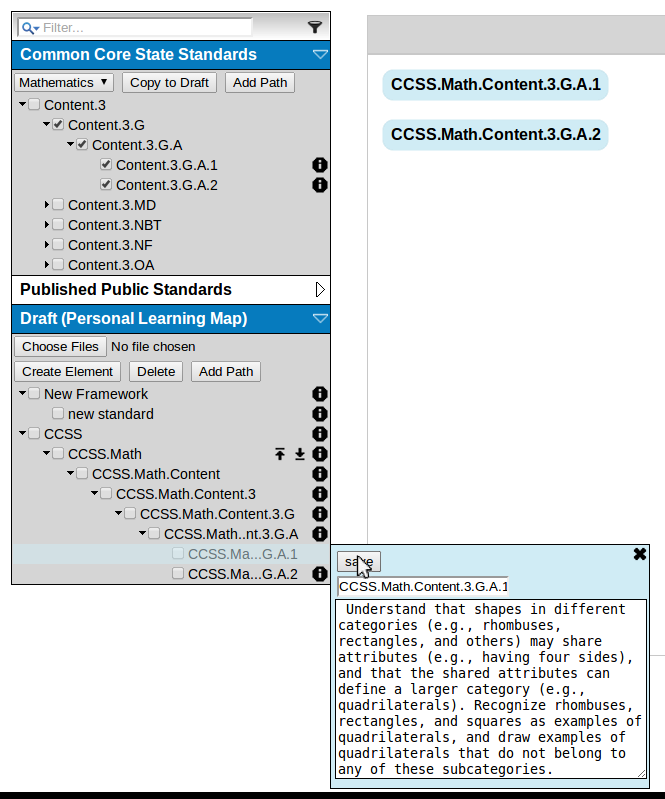 Filter...
Common Core State Standards
Mathematics Copy to Draft Add Path
Content.3
Content.3.G
Content.3.G.A
Content.3.G.A.1
Content.3.G.A.2
Content.3.MD
Content.3.NBT
Content.3.NF
Content.3.OA
Published Public Standards
Draft (Personal Learning Map)
Choose Files No file chosen
Create Element Delete Add Path
New Framework
new standard
CCSS
CCSS.Math
CCSS.Math.Content
CCSS.Math.Content.3
CCSS.Math.Content.3.G
CCSS.Math..nt.3.G.A
CCSS.Ma...G.A.1
CCSS.Ma...G.A.2
CCSS.Math.Content.3.G.A.1
CCSS.Math.Content.3.G.A.2
save
CCSS.Math.Content.3.G.A.1
Understand that shapes in different
categories (e.g., rhombuses,
rectangles, and others) may share
attributes (e.g., having four sides),
and that the shared attributes can
define a larger category (e.g.,
quadrilaterals). Recognize rhombuses,
rectangles, and squares as examples of
quadrilaterals, and draw examples of
quadrilaterals that do not belong to
any of these subcategories.